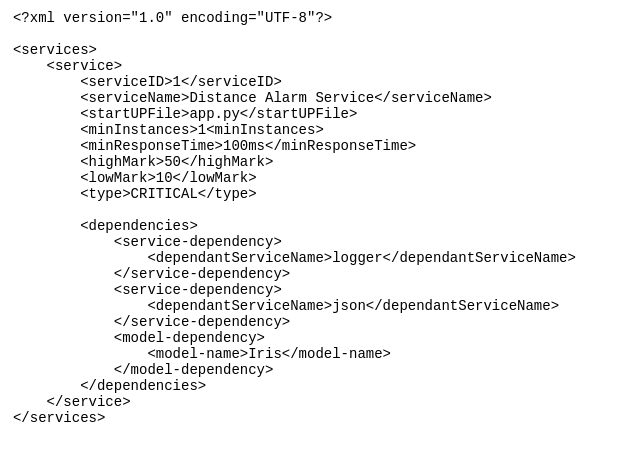 <?xml version="1.0" encoding="UTF-8"?>
<services>
<service>
<serviceID>1</serviceID>
<serviceName>Distance Alarm Service</serviceName>
<startUPFile>app.py</startUPFile>
<minInstances>1<minInstances>
<minResponseTime>100ms</minResponseTime>
<highMark>50</highMark>
<lowMark>10</lowMark>
<type>CRITICAL</type>
<dependencies>
<service-dependency>
<dependantServiceName>logger</dependantServiceName>
</service-dependency>
<service-dependency>
<dependantServiceName>json</dependantServiceName>
</service-dependency>
<model-dependency>
<model-name>Iris</model-name>
</model-dependency>
</dependencies>
</service>
</services>